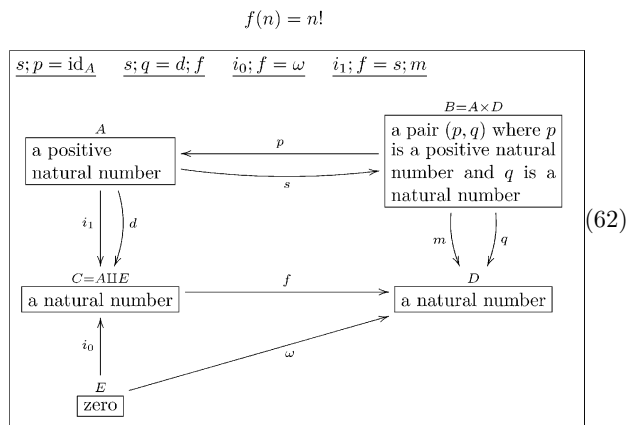 f(n) = n!
s; p = id_A s; q = d; f i_0; f = ω i_1; f = s; m
B=A×D
A
a pair (p, q) where p
is a positive natural
number and q is a
natural number
a positive
natural number
p
s
(62)
i_1
d
m
q
C=A⨿E
D
a natural number
f
a natural number
i_0
ω
E
zero